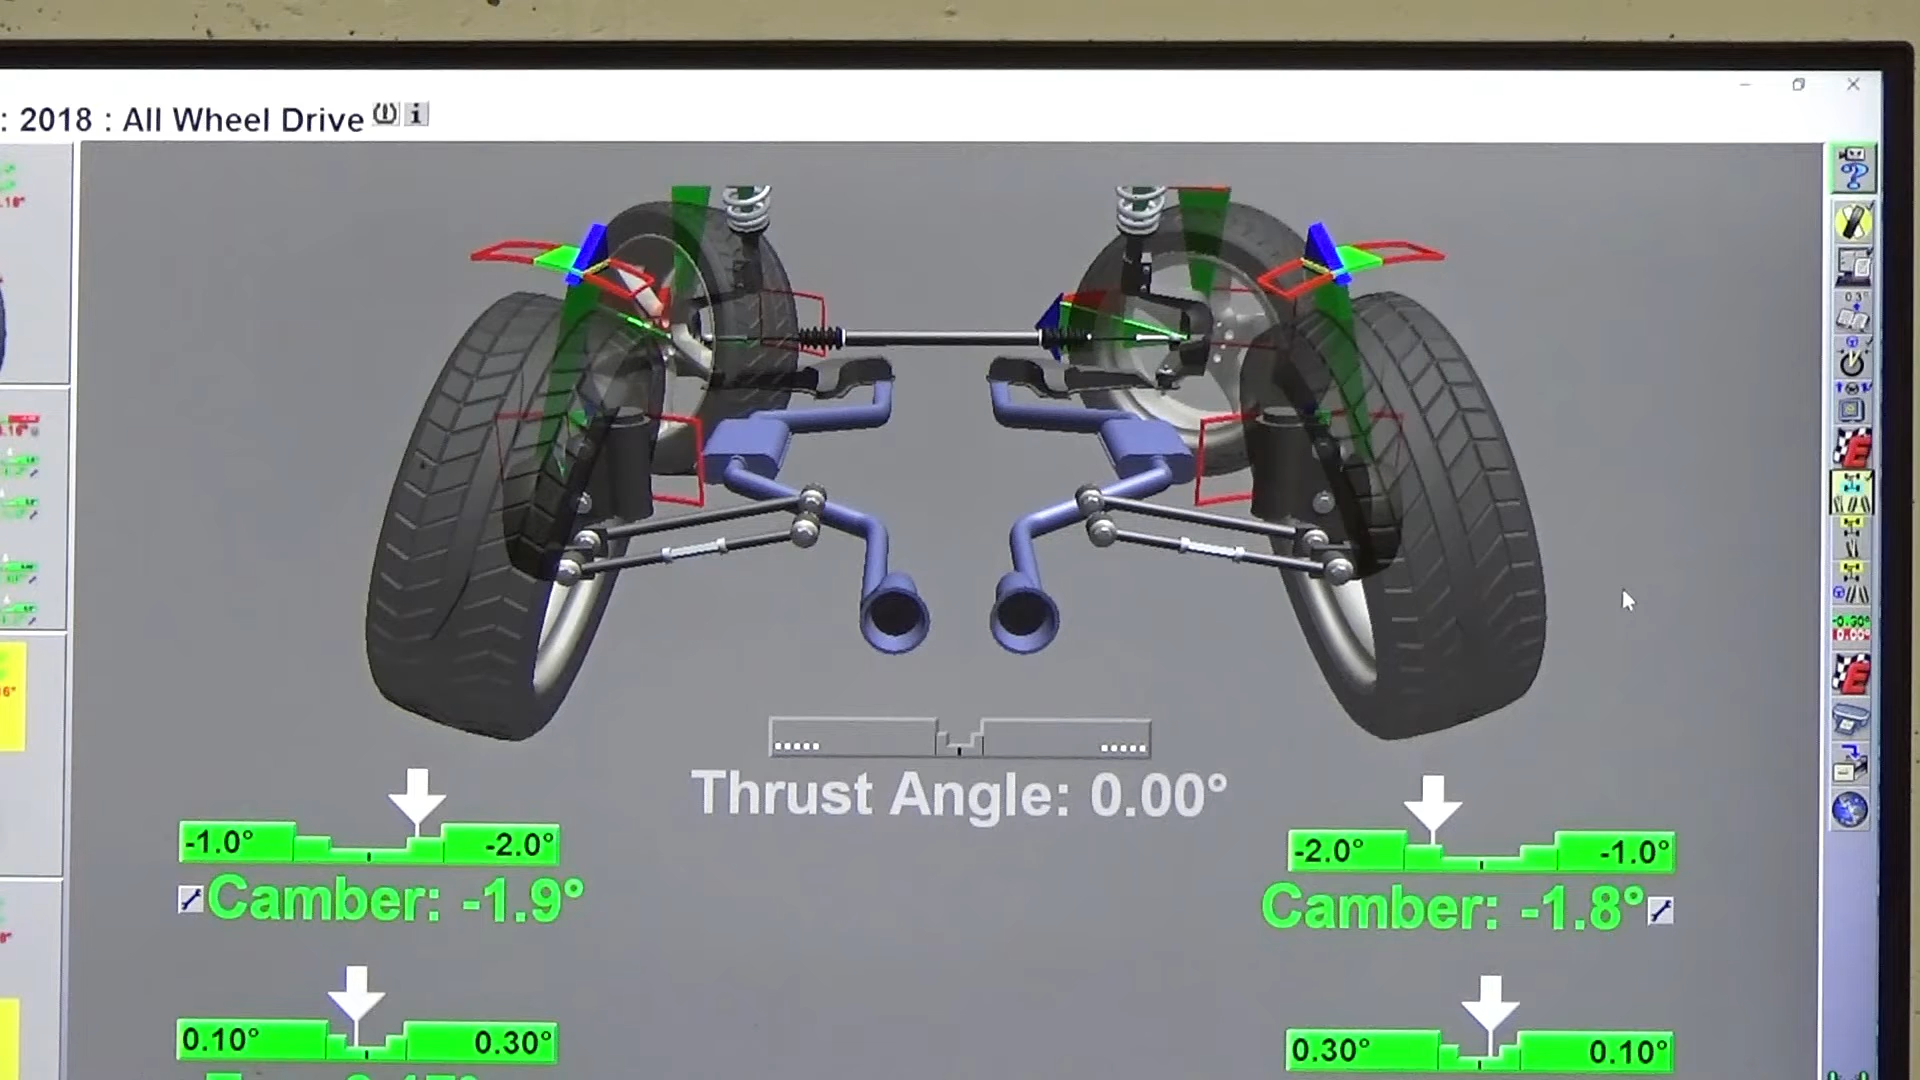 : 2018 : All Wheel Drive
Thrust Angle: 0.00°
-1.0° -2.0°
-2.0° -1.0°
Camber: -1.9°
Camber: -1.8°
0.10° 0.30°
0.30° 0.10°